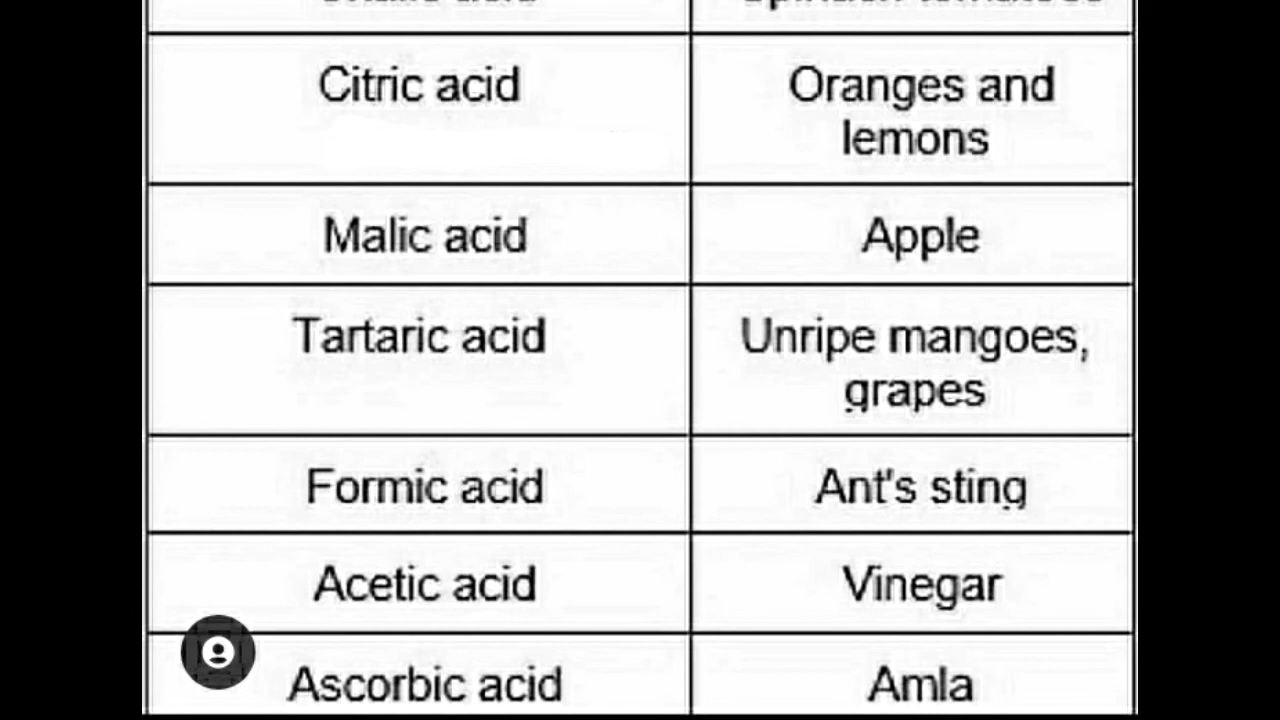 Citric acid
Oranges and
lemons
Malic acid
Apple
Tartaric acid
Unripe mangoes,
grapes
Formic acid
Ant's sting
Acetic acid
Vinegar
Ascorbic acid
Amla